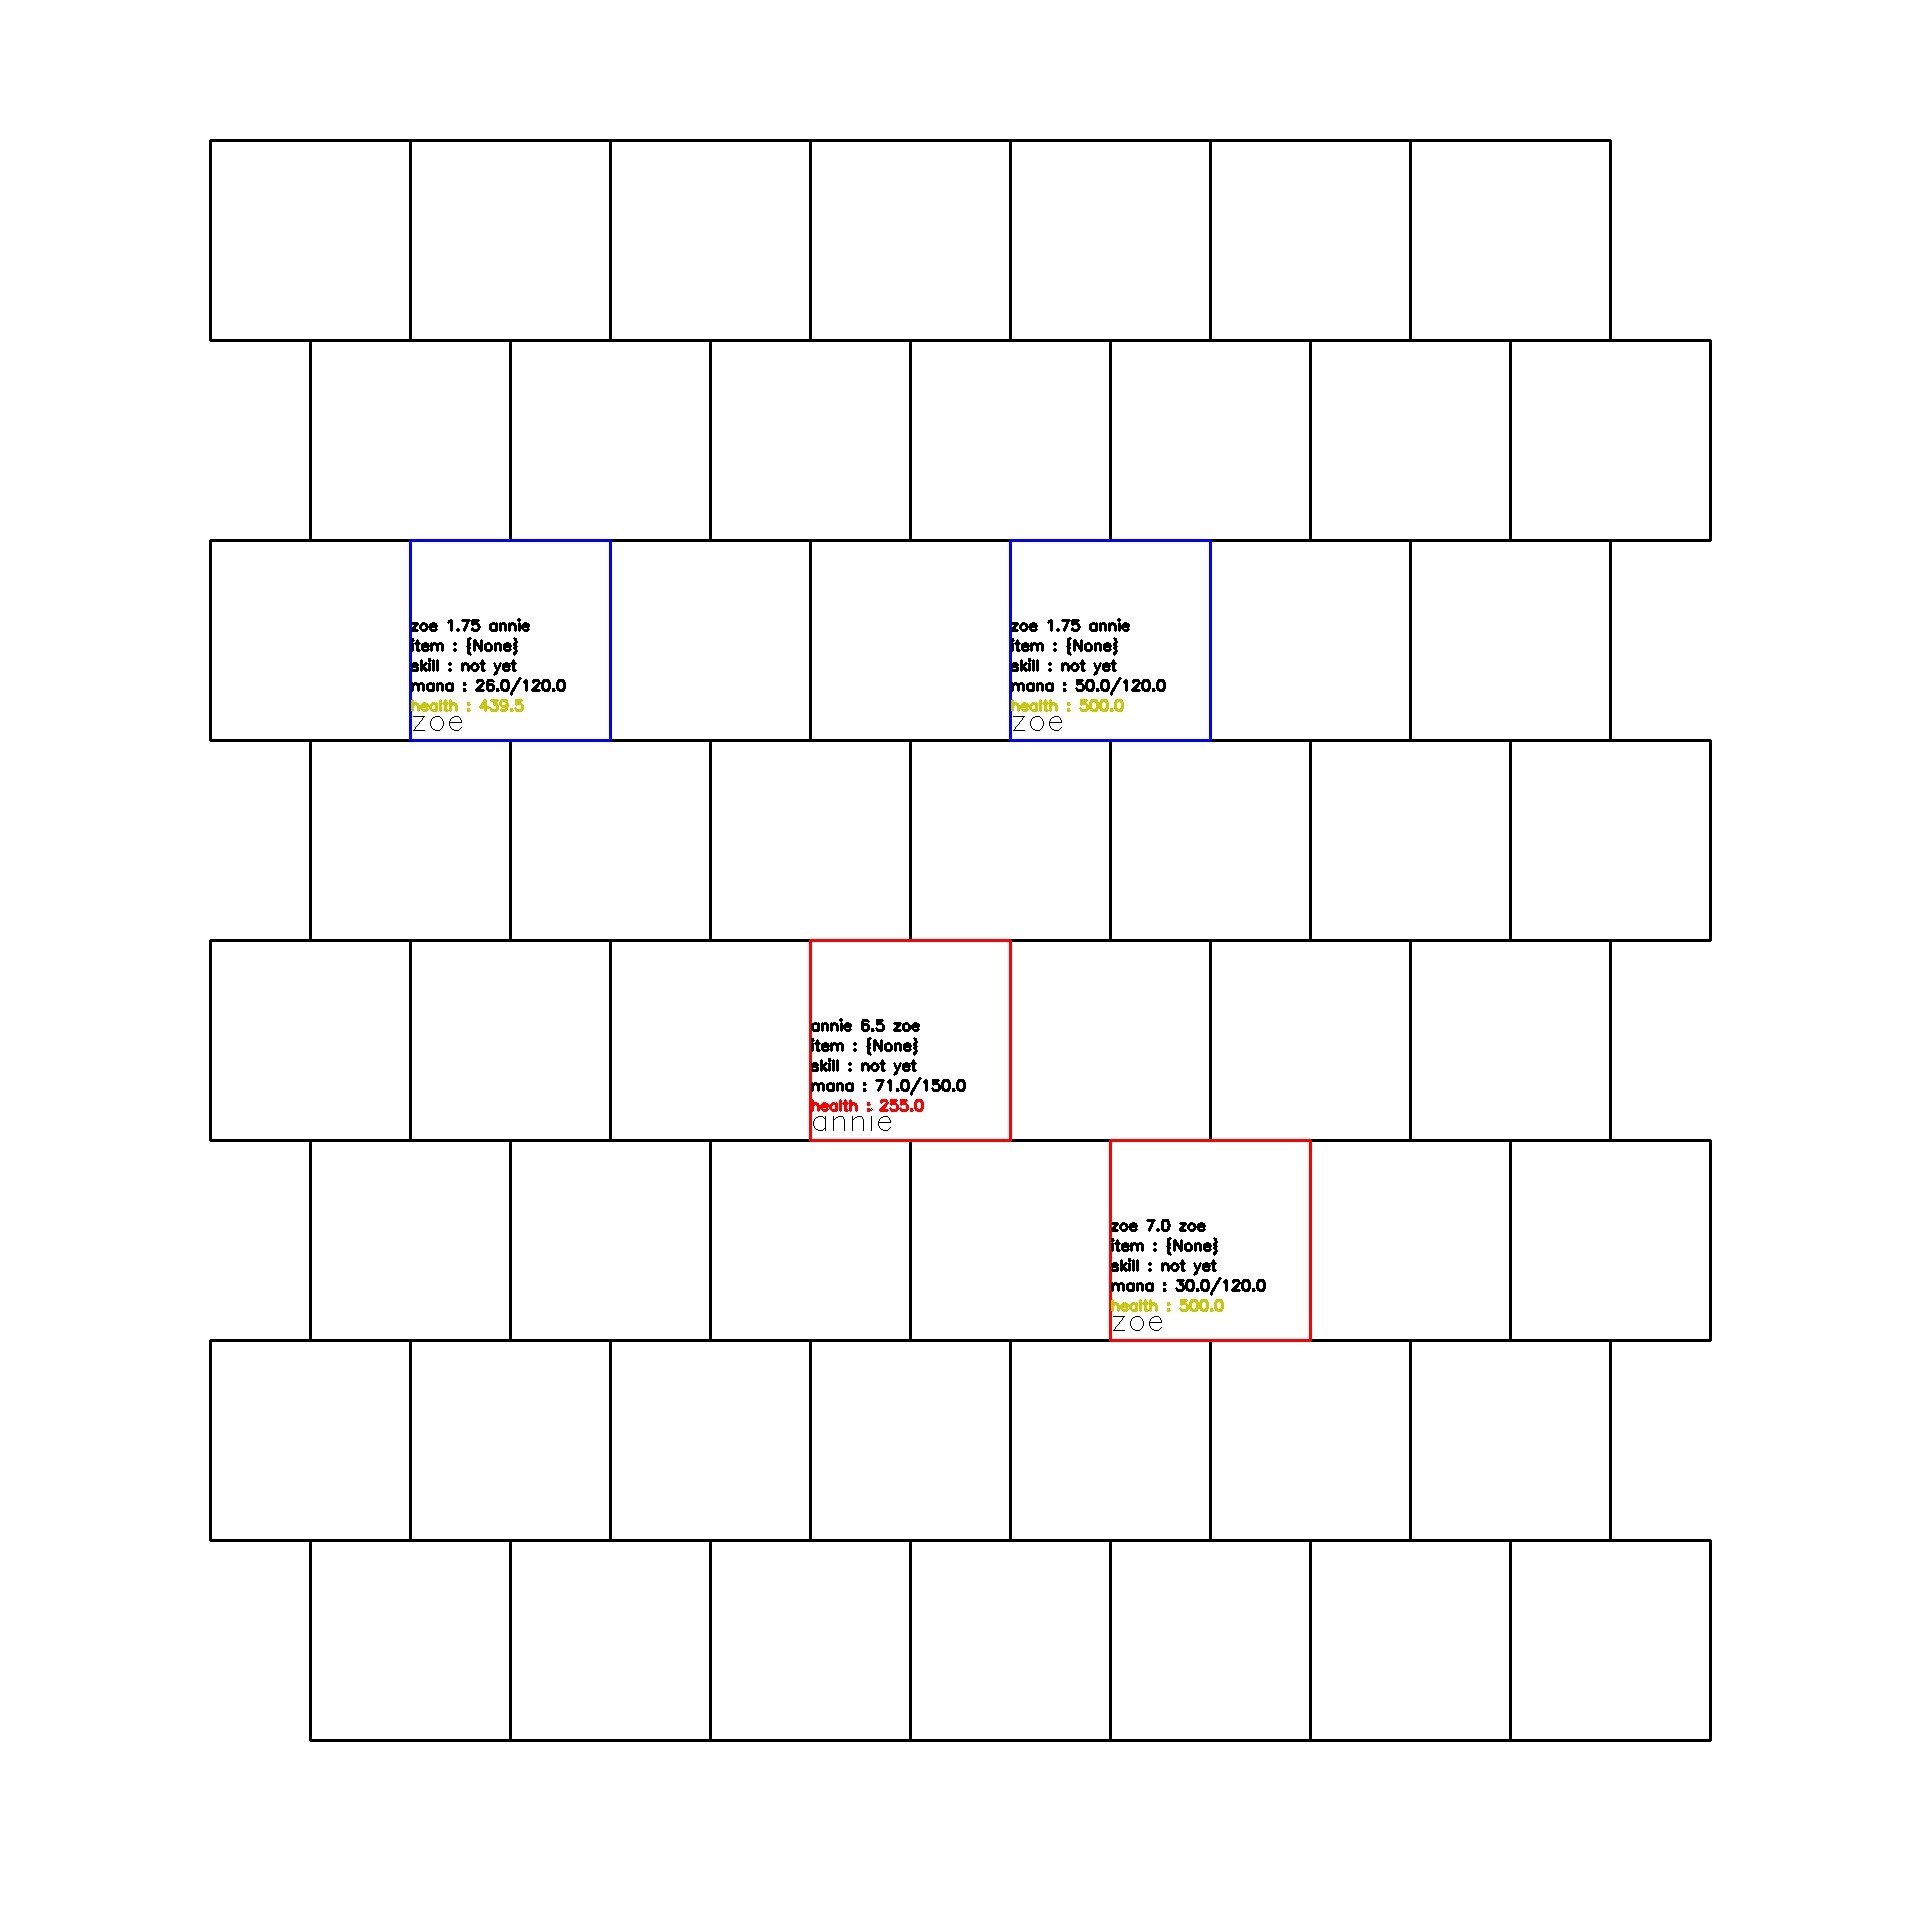 zoe 1.75 annie
item : {None}
skill : not yet
mana : 26.0/120.0
health : 439.5
zoe
zoe 1.75 annie
item : {None}
skill : not yet
mana : 50.0/120.0
health : 500.0
zoe
annie 6.5 zoe
item : {None}
skill : not yet
mana : 71.0/150.0
health : 255.0
annie
zoe 7.0 zoe
item : {None}
skill : not yet
mana : 30.0/120.0
health : 500.0
zoe